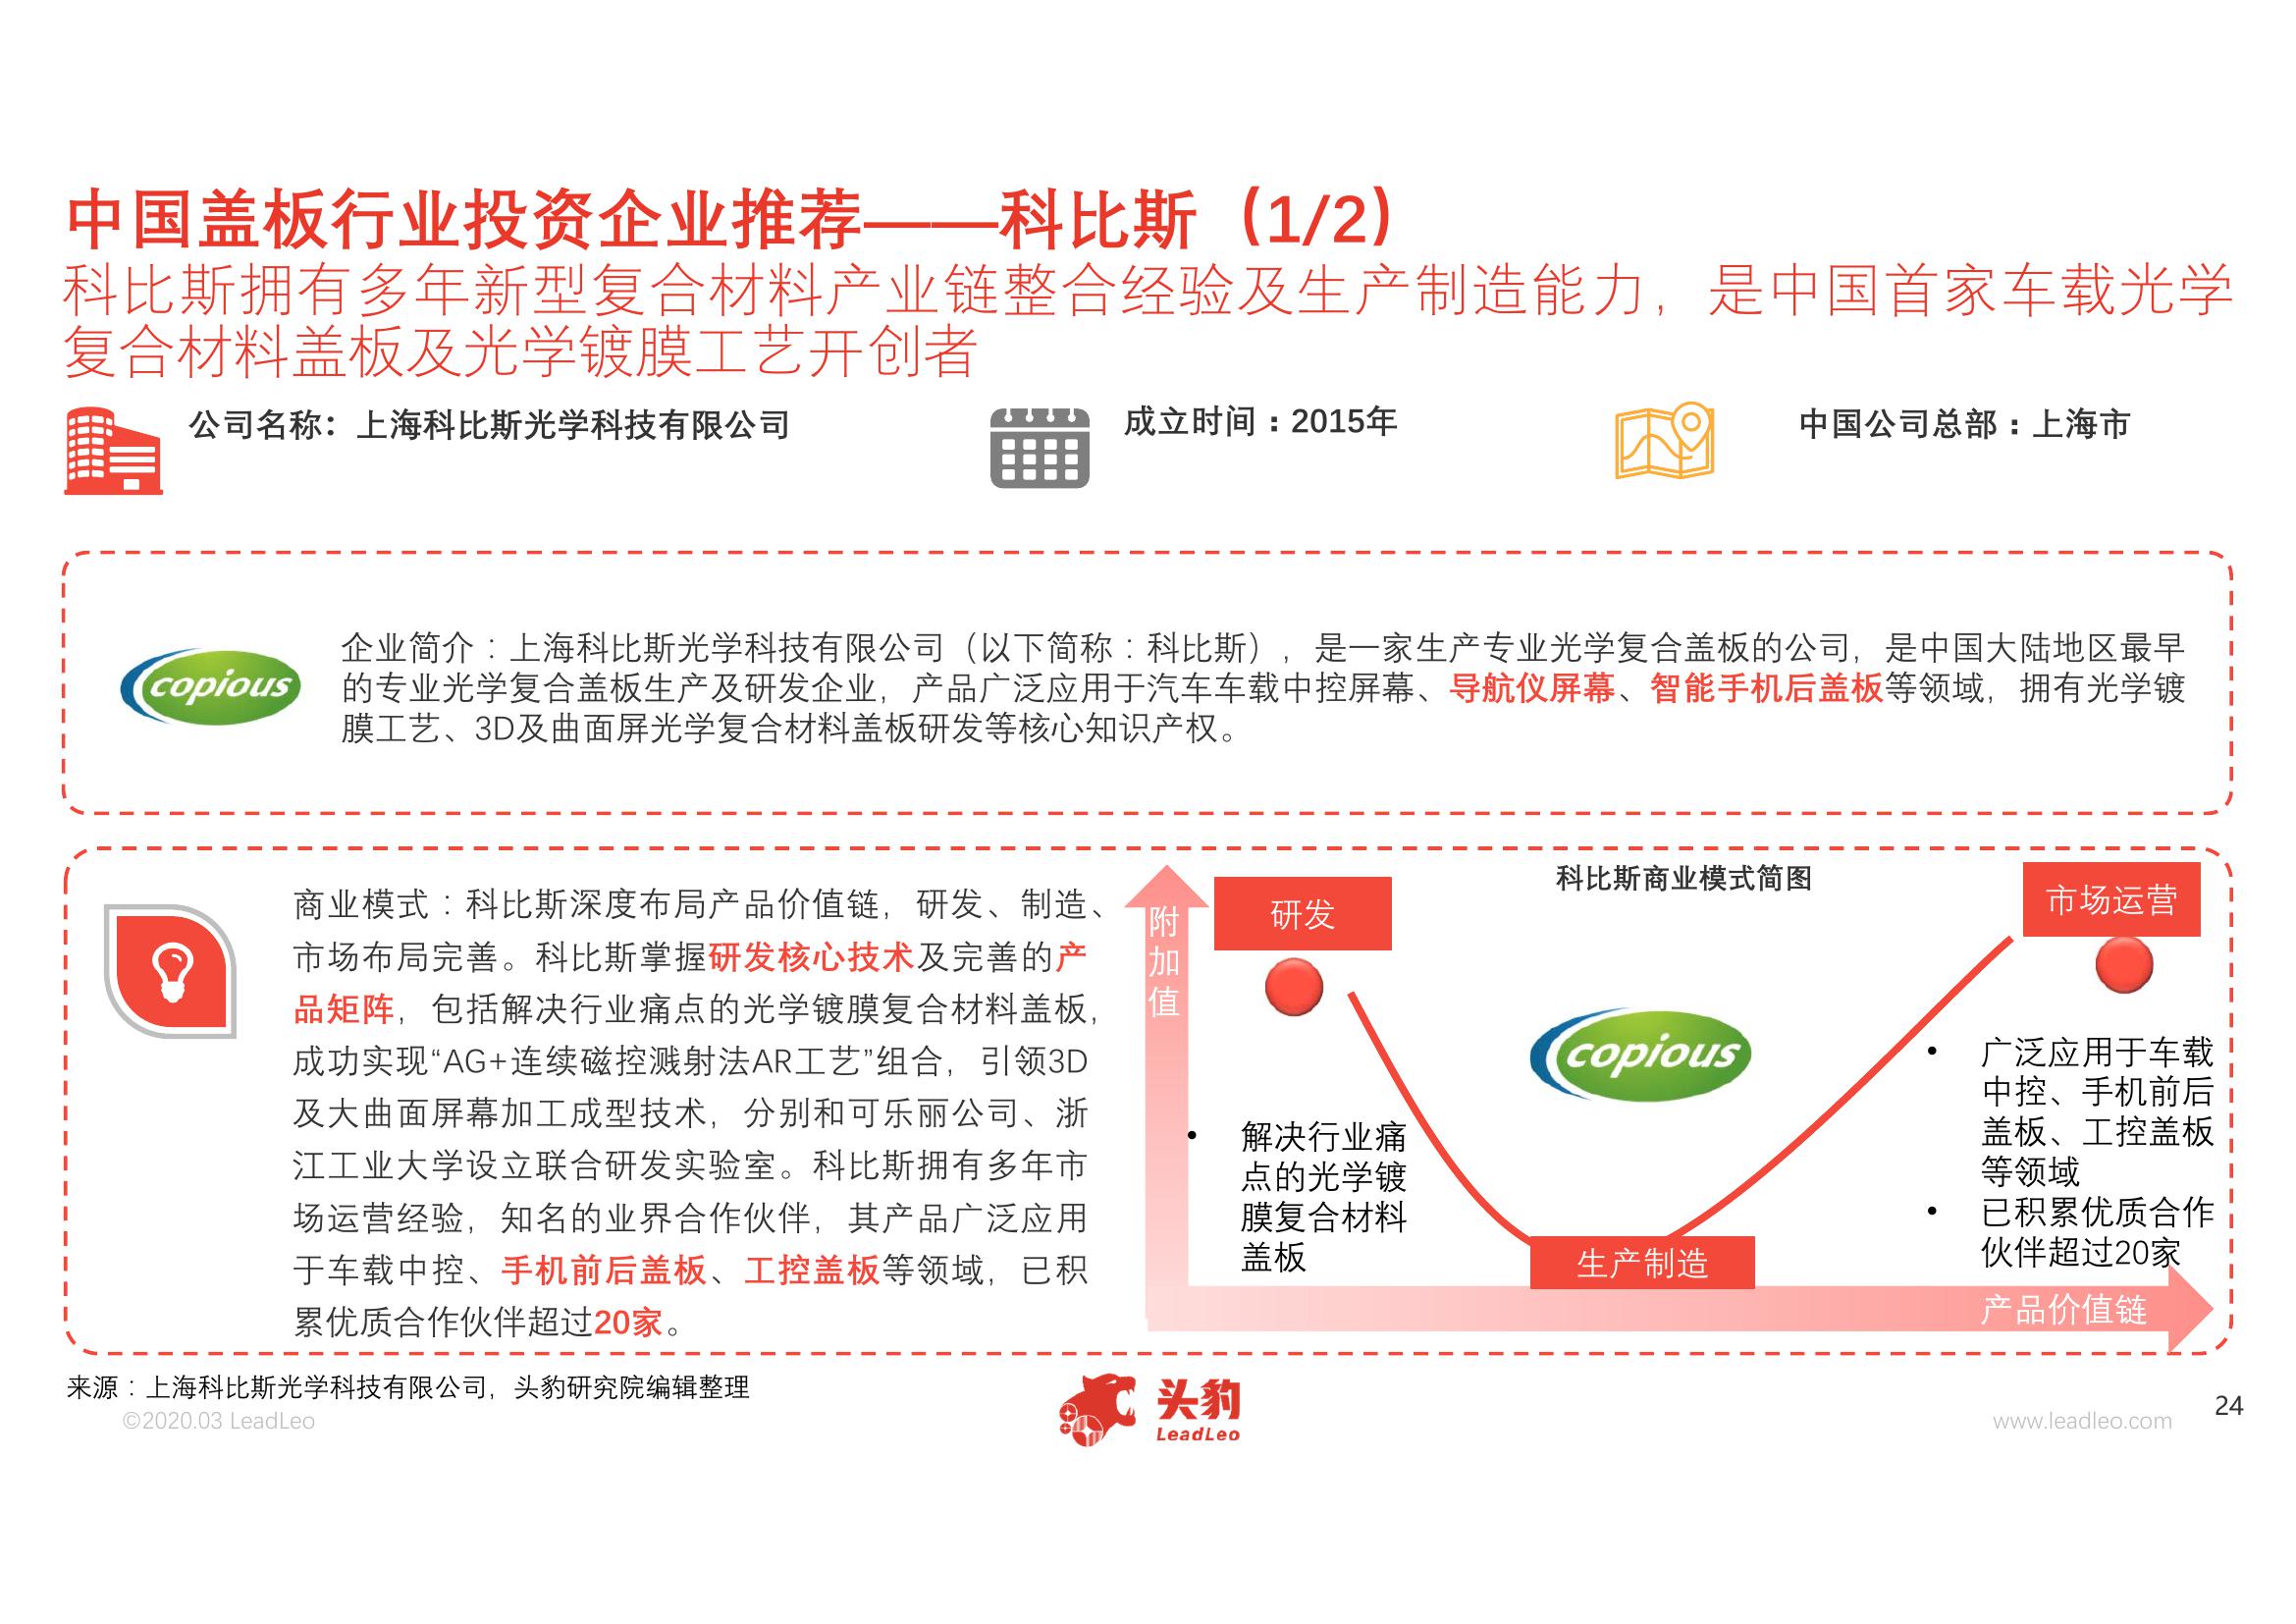 中国盖板行业投资企业推荐——科比斯（1/2）
科比斯拥有多年新型复合材料产业链整合经验及生产制造能力，是中国首家车载光学
复合材料盖板及光学镀膜工艺开创者
公司名称：上海科比斯光学科技有限公司
成立时间：2015年
中国公司总部：上海市
copious
企业简介：上海科比斯光学科技有限公司（以下简称：科比斯），是一家生产专业光学复合盖板的公司，是中国大陆地区最早
的专业光学复合盖板生产及研发企业，产品广泛应用于汽车车载中控屏幕、导航仪屏幕、智能手机后盖板等领域，拥有光学镀
膜工艺、3D及曲面屏光学复合材料盖板研发等核心知识产权。
商业模式：科比斯深度布局产品价值链，研发、制造、
市场布局完善。科比斯掌握研发核心技术及完善的产
品矩阵，包括解决行业痛点的光学镀膜复合材料盖板，
成功实现“AG+连续磁控溅射法AR工艺”组合，引领3D
及大曲面屏幕加工成型技术，分别和可乐丽公司、浙
江工业大学设立联合研发实验室。科比斯拥有多年市
场运营经验，知名的业界合作伙伴，其产品广泛应用
于车载中控、手机前后盖板、工控盖板等领域，已积
累优质合作伙伴超过20家。
科比斯商业模式简图
附
加
值
研发
市场运营
copious
• 解决行业痛
点的光学镀
膜复合材料
盖板
• 广泛应用于车载
中控、手机前后
盖板、工控盖板
等领域
• 已积累优质合作
伙伴超过20家
生产制造
产品价值链
来源：上海科比斯光学科技有限公司，头豹研究院编辑整理
©2020.03 LeadLeo
头豹
LeadLeo
www.leadleo.com
24